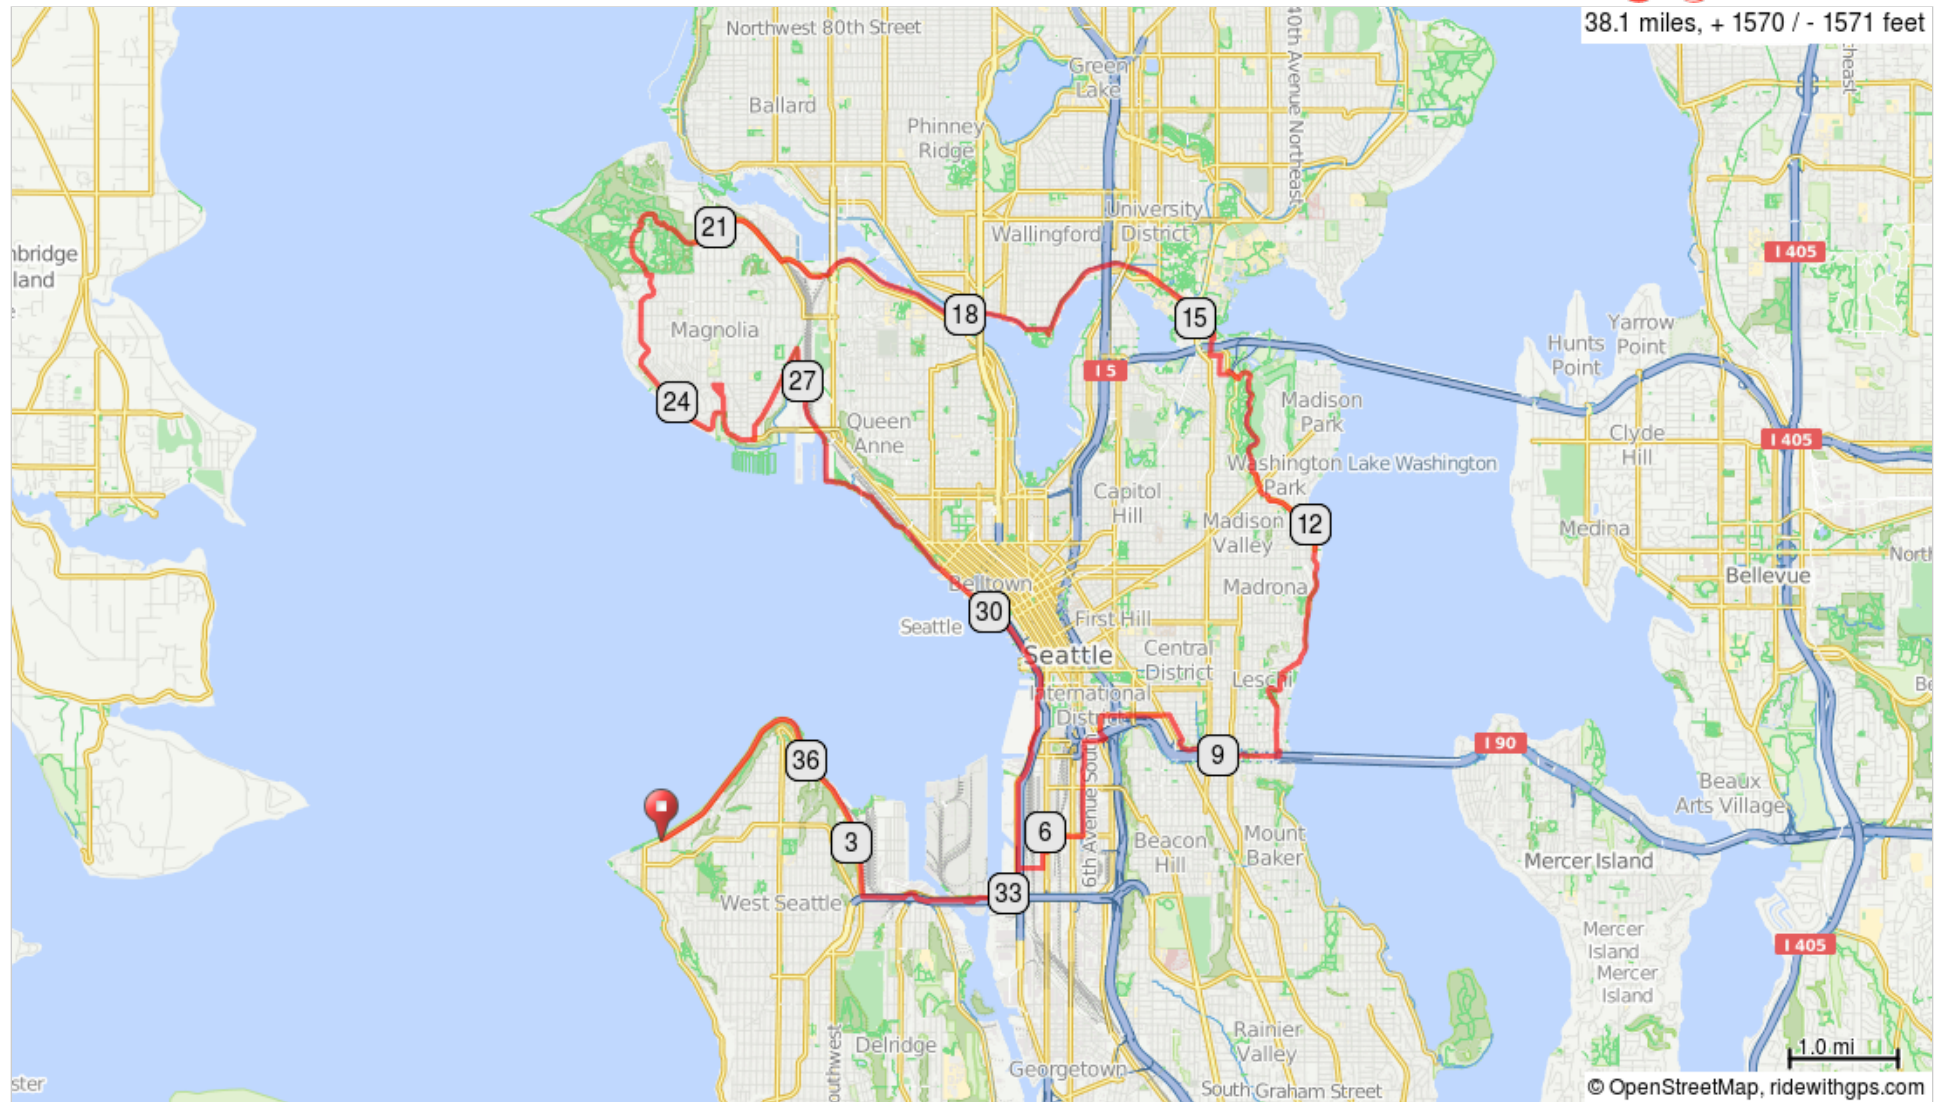 38.1 miles, + 1570 / - 1571 feet
Northwest 80th Street
40th Avenue Northeast
Green
Lake
Ballard
Phinney
Ridge
University
District
Wallingford
21
nbridge
land
I 405
18
15
Magnolia
Yarrow
Point
Hunts
Point
I 5
27
24
Queen
Anne
Madison
Park
Clyde
Hill
I 405
Washington
Park
Lake Washington
Capitol
Hill
12
Madison
Valley
Medina
North
Belltown
Madrona
Bellevue
30
Seattle
First Hill
Seattle
Central
District
Leschi
International
District
36
9
I 90
6th Avenue South
Beaux
Arts Village
3
6
Beacon
Hill
Mount
Baker
Mercer Island
33
West Seattle
Mercer
Island
Mercer
Island
I 405
Rainier
Valley
Delridge
outhwest
Georgetown
South Graham Street
ster
1.0 mi
© OpenStreetMap, ridewithgps.com